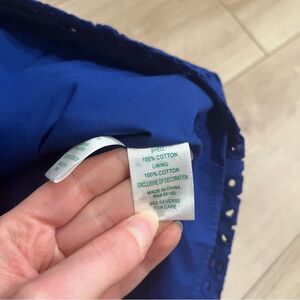 SHELL
100% COTTON
LINING
100% COTTON
EXCLUSIVE OF DECORATION
MADE IN CHINA
SEE REVERSE
FOR CARE